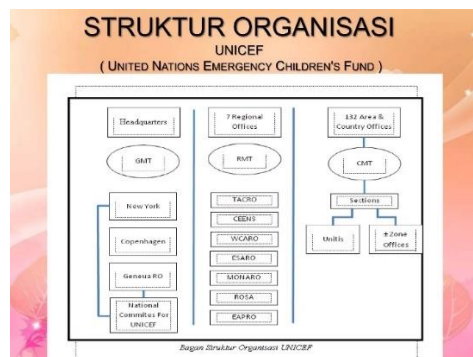 STRUKTUR ORGANISASI
UNICEF
( UNITED NATIONS EMERGENCY CHILDREN'S FUND )
Headquarters
7 Regional Offices
132 Area & Country Offices
GMT
RMT
CMT
New York
Copenhagen
Geneva RO
National Commites For UNICEF
TACRO
CEENS
WCARO
ESARO
MONARO
ROSA
EAPRO
Sections
Unitis
±Zone Offices
Bagan Struktur Organisasi UNICEF